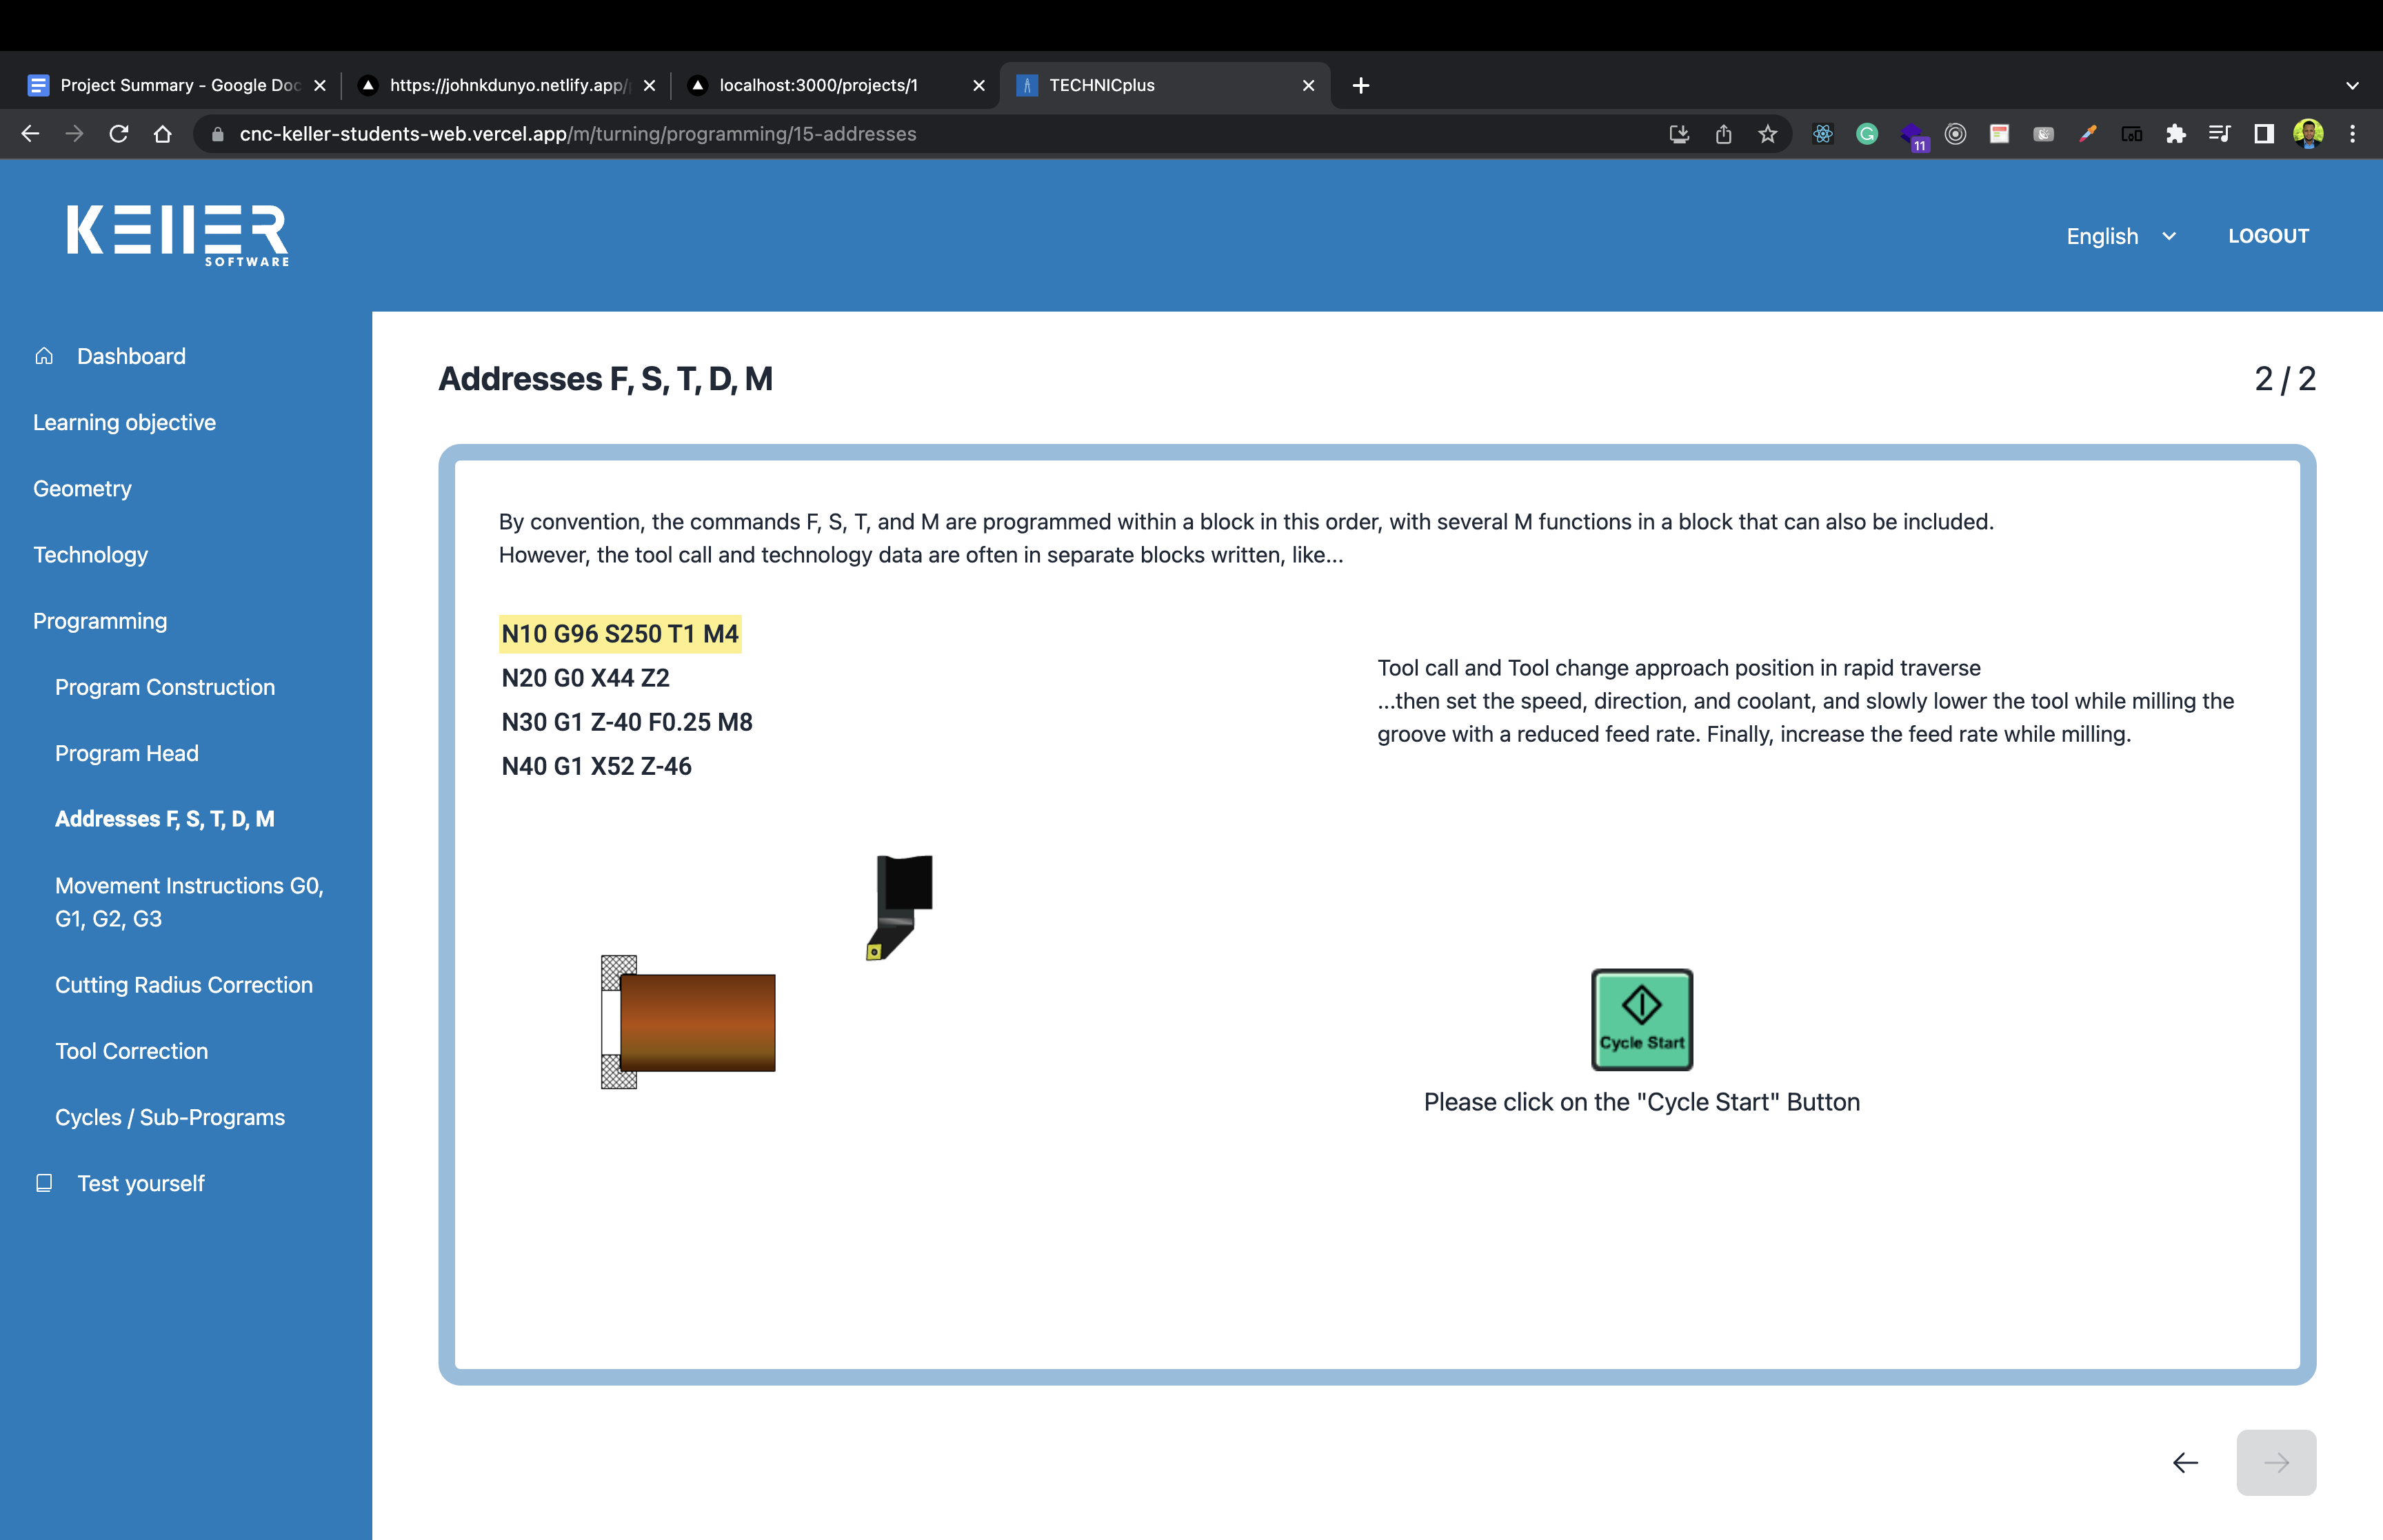 Project Summary - Google Doc
https://johnkdunyo.netlify.app/
localhost:3000/projects/1
TECHNICplus
cnc-keller-students-web.vercel.app/m/turning/programming/15-addresses
11
KELLER
SOFTWARE
English
LOGOUT
Dashboard
Learning objective
Geometry
Technology
Programming
Program Construction
Program Head
Addresses F, S, T, D, M
Movement Instructions G0,
G1, G2, G3
Cutting Radius Correction
Tool Correction
Cycles / Sub-Programs
Test yourself
Addresses F, S, T, D, M
2 / 2
By convention, the commands F, S, T, and M are programmed within a block in this order, with several M functions in a block that can also be included.
However, the tool call and technology data are often in separate blocks written, like...
N10 G96 S250 T1 M4
N20 G0 X44 Z2
N30 G1 Z-40 F0.25 M8
N40 G1 X52 Z-46
Tool call and Tool change approach position in rapid traverse
...then set the speed, direction, and coolant, and slowly lower the tool while milling the
groove with a reduced feed rate. Finally, increase the feed rate while milling.
Cycle Start
Please click on the "Cycle Start" Button